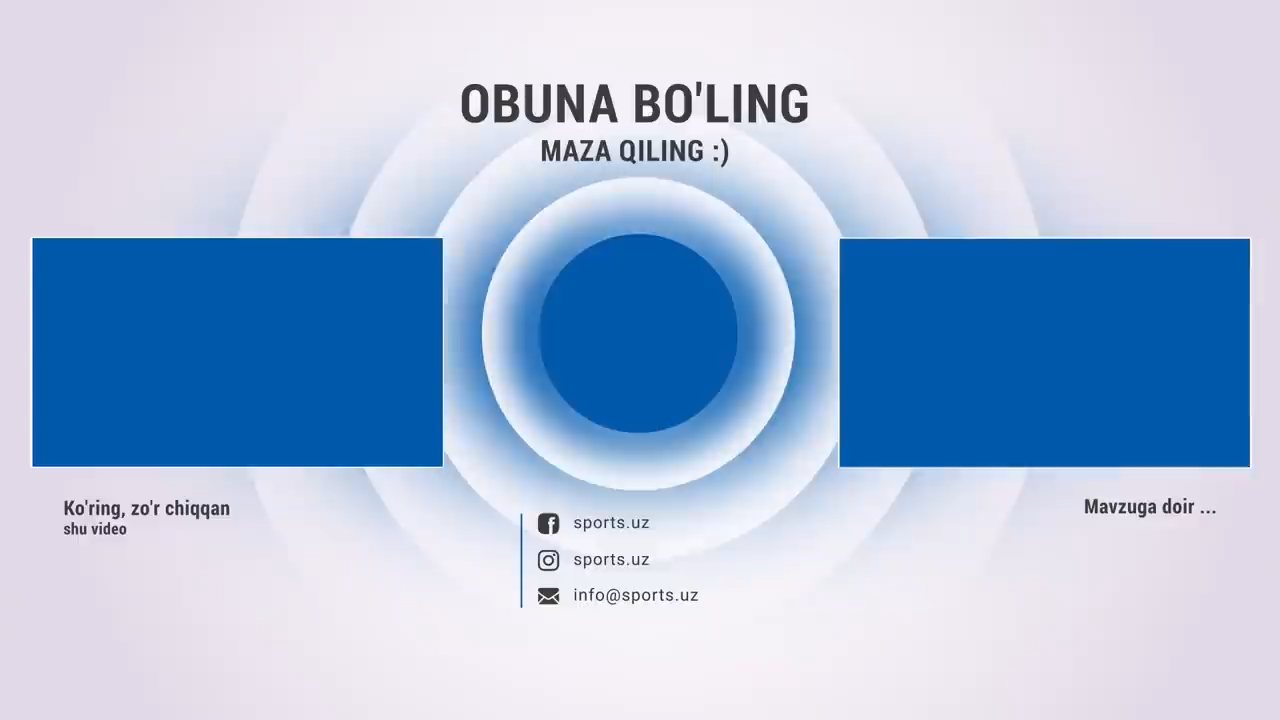 OBUNA BO'LING
MAZA QILING :)
Ko'ring, zo'r chiqqan
shu video
Mavzuga doir ...
sports.uz
sports.uz
info@sports.uz